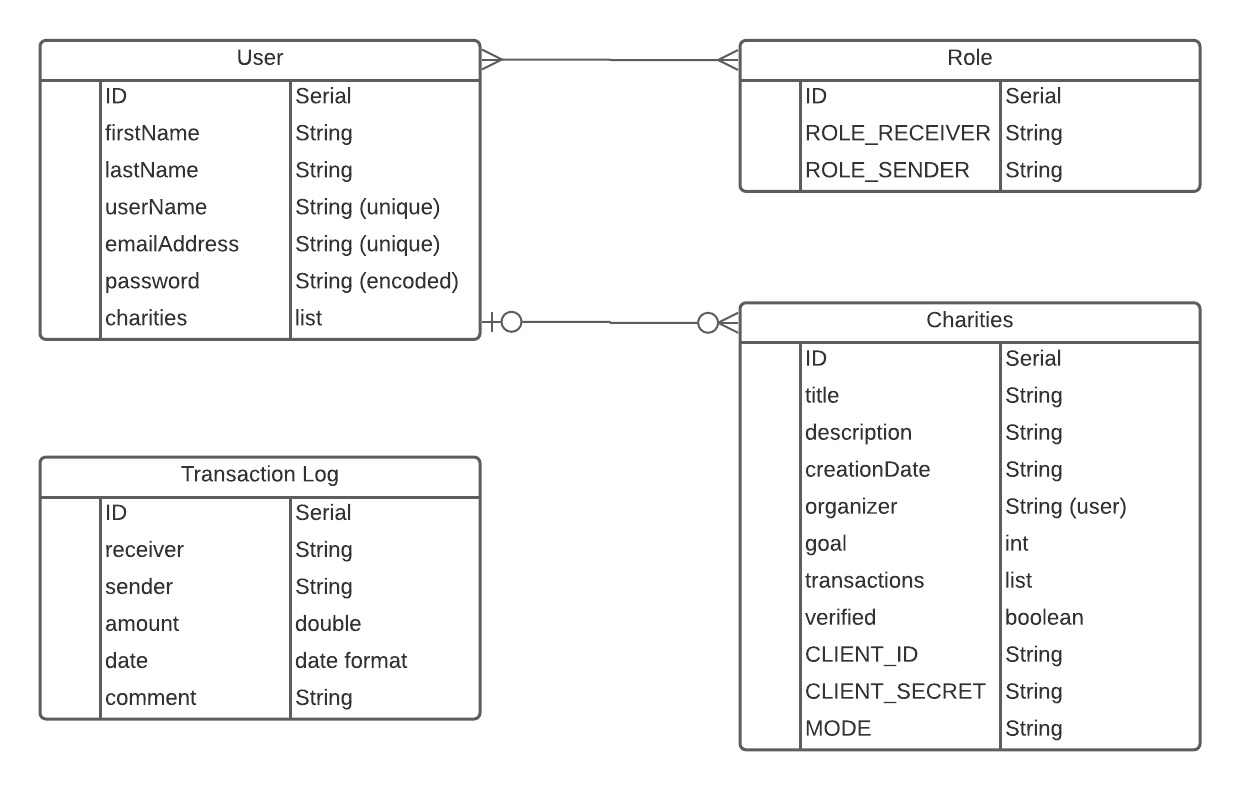 User
ID Serial
firstName String
lastName String
userName String (unique)
emailAddress String (unique)
password String (encoded)
charities list
Role
ID Serial
ROLE_RECEIVER String
ROLE_SENDER String
Charities
ID Serial
title String
description String
creationDate String
organizer String (user)
goal int
transactions list
verified boolean
CLIENT_ID String
CLIENT_SECRET String
MODE String
Transaction Log
ID Serial
receiver String
sender String
amount double
date date format
comment String